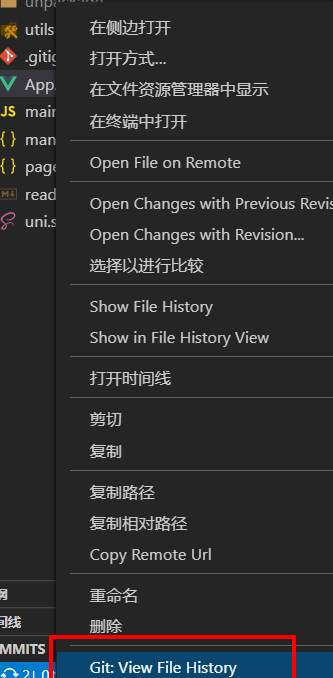 unpackage
utils
在侧边打开
.gitig
打开方式...
App.
在文件资源管理器中显示
JS main
在终端中打开
{ } man
{ } page
Open File on Remote
read
Open Changes with Previous Revis
uni.s
Open Changes with Revision...
选择以进行比较
Show File History
Show in File History View
打开时间线
剪切
复制
复制路径
复制相对路径
Copy Remote Url
重命名
纲
间线
删除
MMITS
Git: View File History
2↓ 0